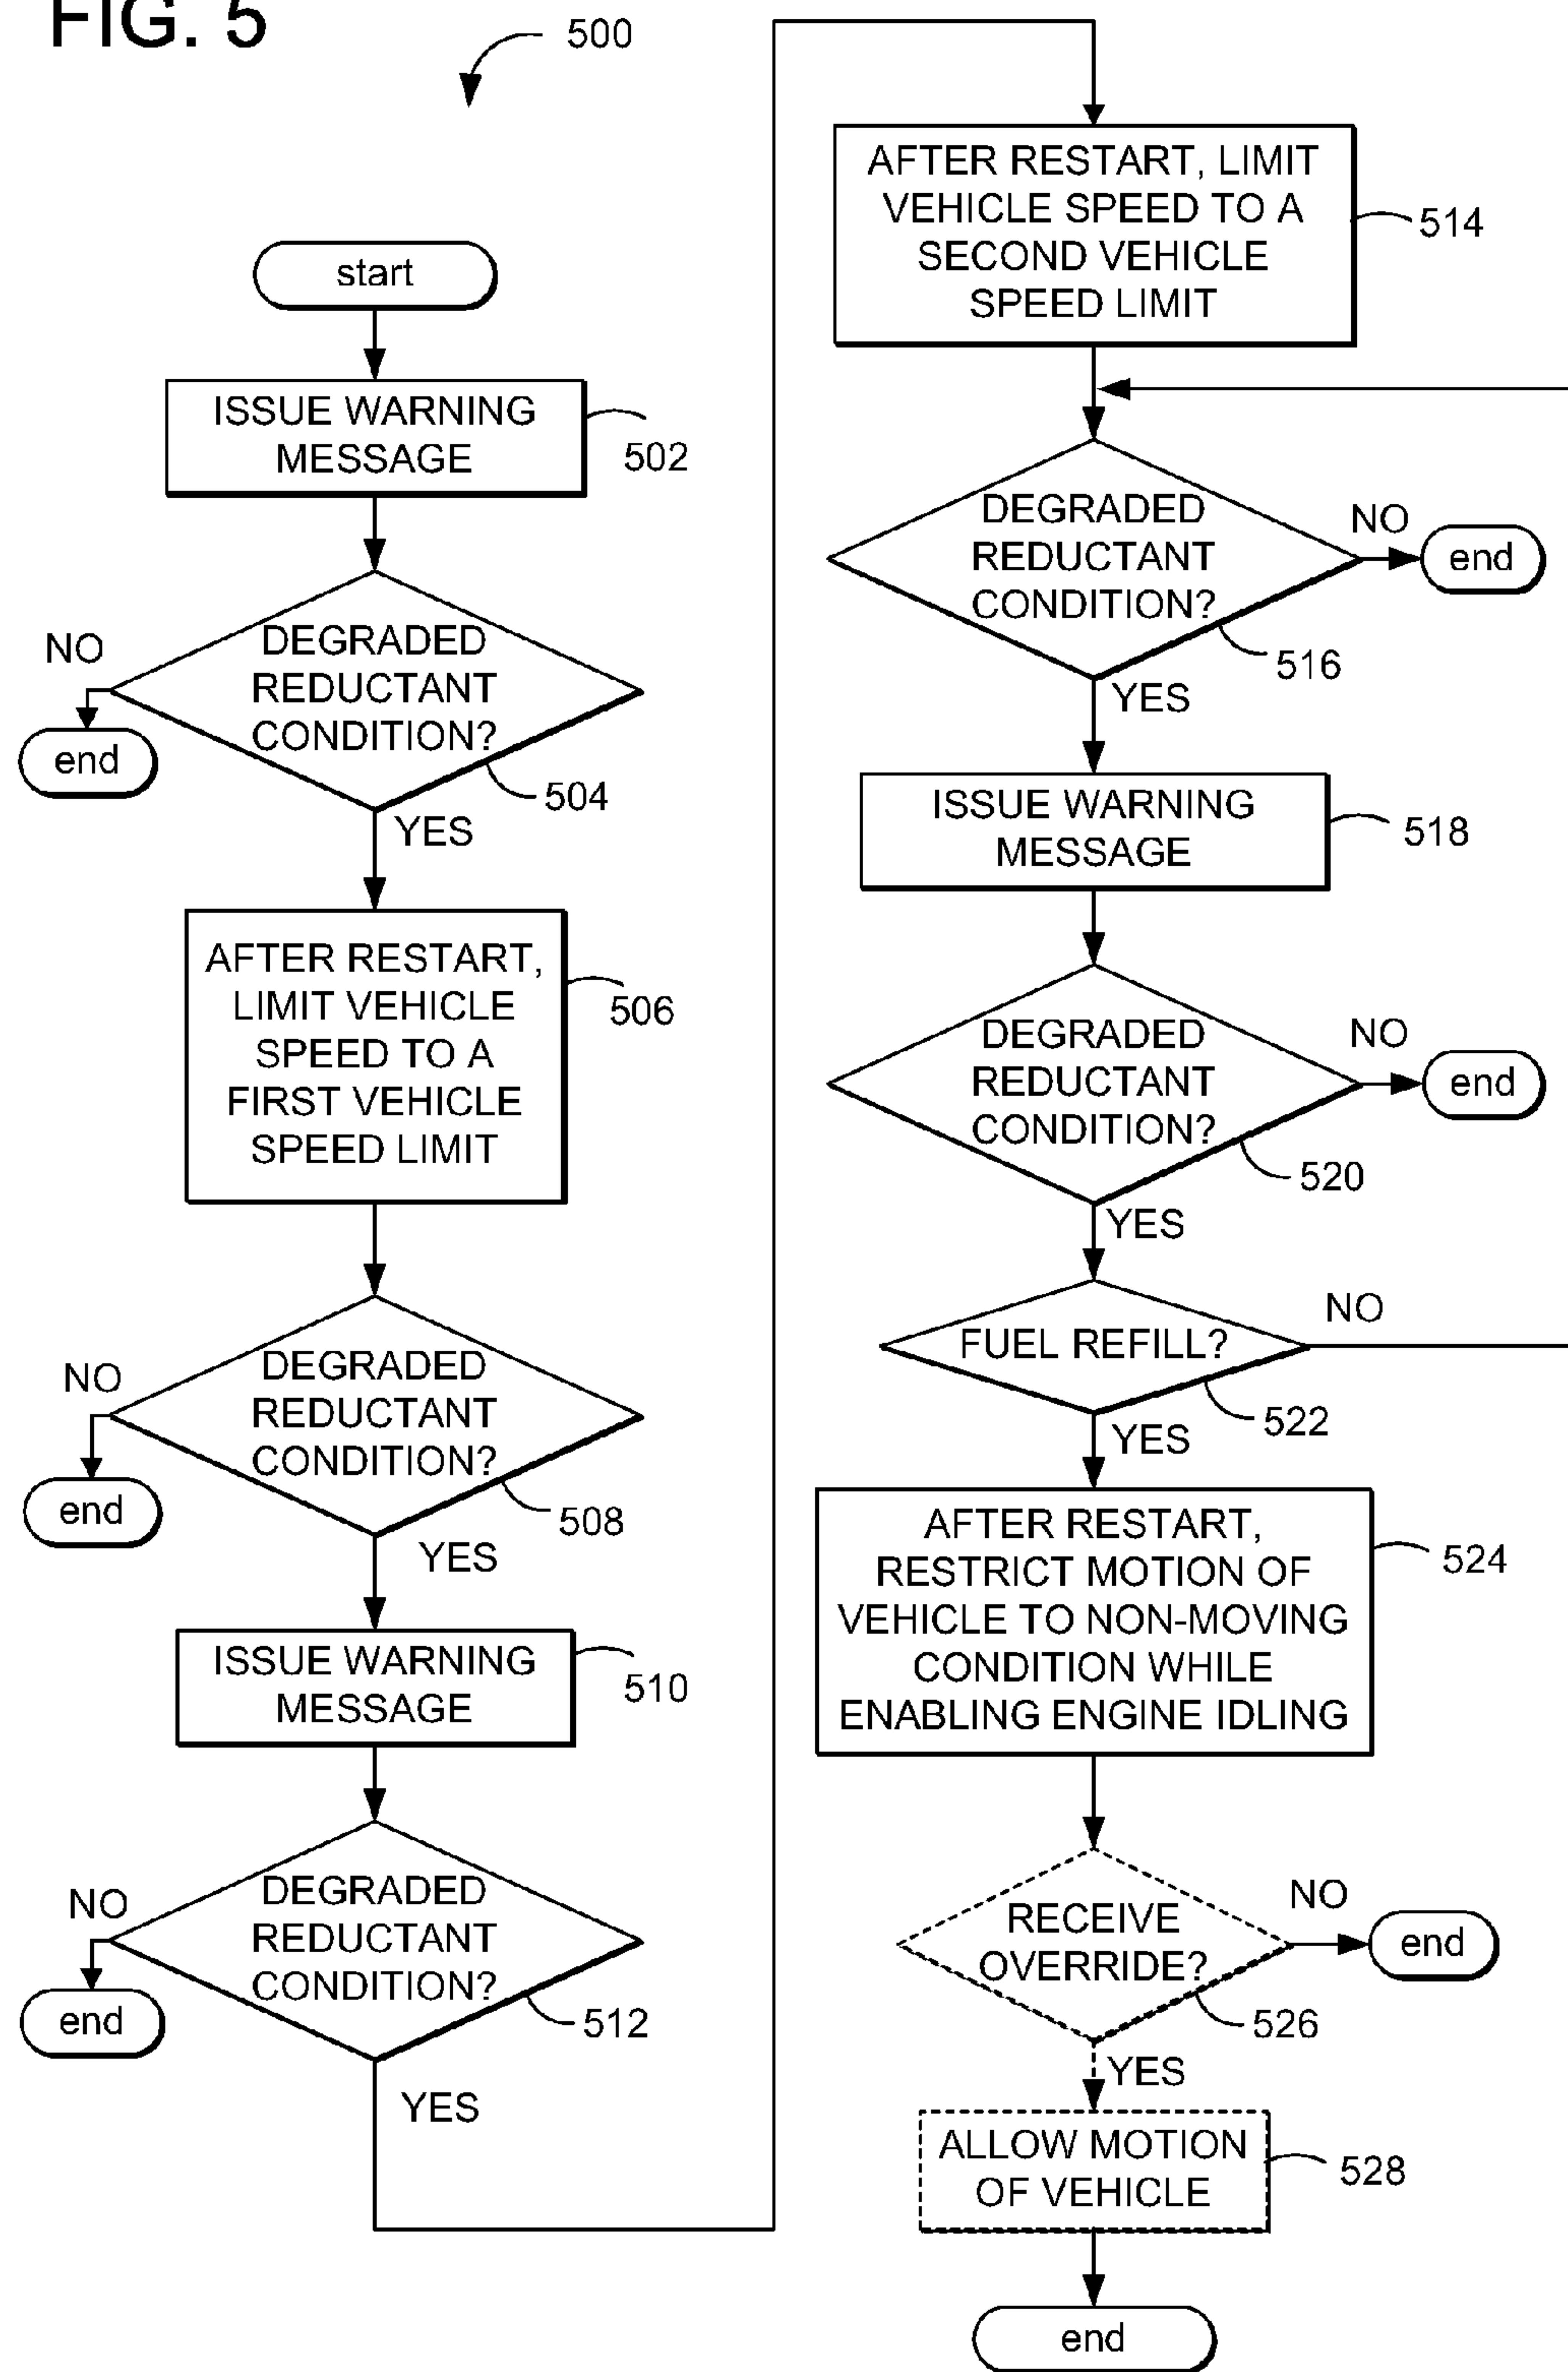 FIG. 5
500
start
ISSUE WARNING
MESSAGE
502
DEGRADED
REDUCTANT
CONDITION?
NO
end
504
YES
AFTER RESTART,
LIMIT VEHICLE
SPEED TO A
FIRST VEHICLE
SPEED LIMIT
506
DEGRADED
REDUCTANT
CONDITION?
NO
end
508
YES
ISSUE WARNING
MESSAGE
510
DEGRADED
REDUCTANT
CONDITION?
NO
end
512
YES
AFTER RESTART, LIMIT
VEHICLE SPEED TO A
SECOND VEHICLE
SPEED LIMIT
514
DEGRADED
REDUCTANT
CONDITION?
NO
end
516
YES
ISSUE WARNING
MESSAGE
518
DEGRADED
REDUCTANT
CONDITION?
NO
end
520
YES
FUEL REFILL?
NO
522
YES
AFTER RESTART,
RESTRICT MOTION OF
VEHICLE TO NON-MOVING
CONDITION WHILE
ENABLING ENGINE IDLING
524
RECEIVE
OVERRIDE?
NO
end
526
YES
ALLOW MOTION
OF VEHICLE
528
end